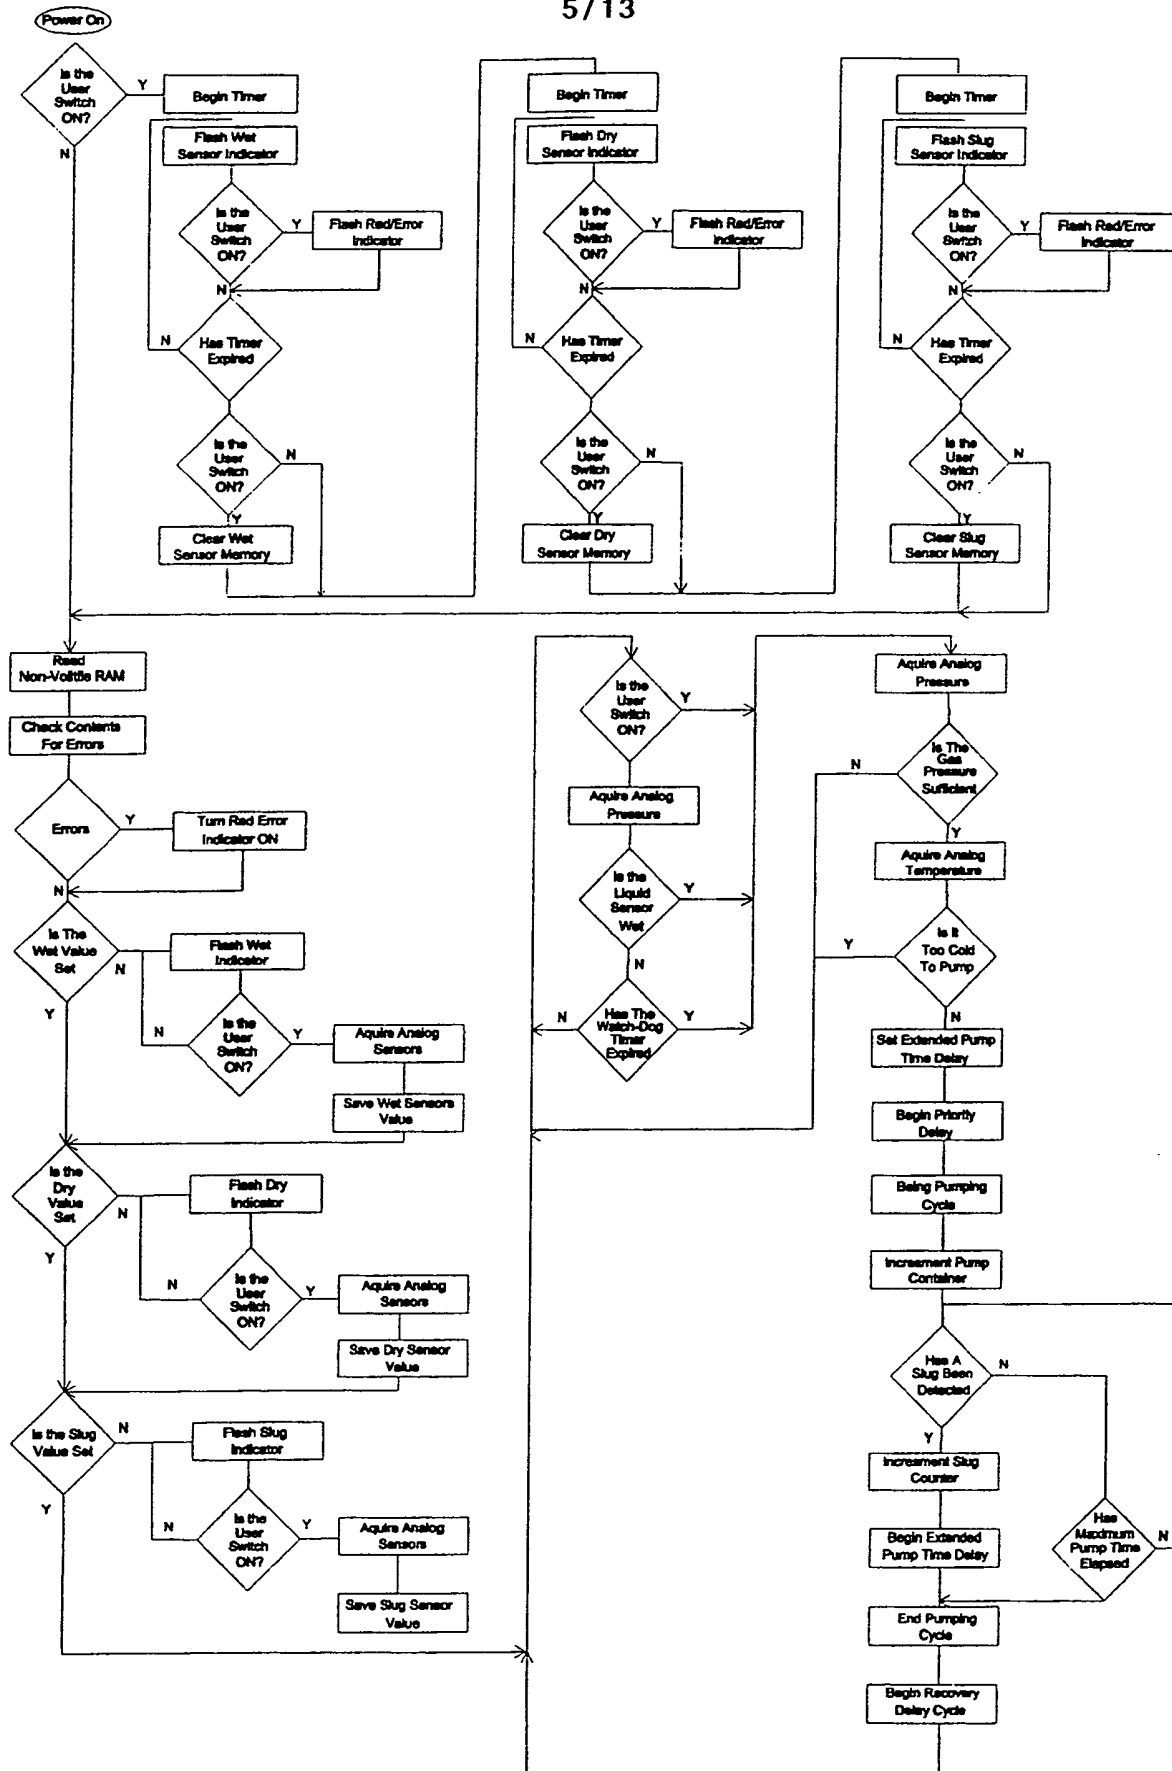 5/13
Power On
Is the
User
Switch
ON?
Y
N
Begin Timer
Flash Wet
Sensor Indicator
Is the
User
Switch
ON?
Y
Flash Red/Error
Indicator
N
Has Timer
Expired
N
Is the
User
Switch
ON?
N
Y
Clear Wet
Sensor Memory
Begin Timer
Flash Dry
Sensor Indicator
Is the
User
Switch
ON?
Y
Flash Red/Error
Indicator
N
Has Timer
Expired
N
Is the
User
Switch
ON?
N
Y
Clear Dry
Sensor Memory
Begin Timer
Flash Slug
Sensor Indicator
Is the
User
Switch
ON?
Y
Flash Red/Error
Indicator
N
Has Timer
Expired
N
Is the
User
Switch
ON?
N
Y
Clear Slug
Sensor Memory
Read
Non-Voltile RAM
Check Contents
For Errors
Errors
Y
Turn Red Error
Indicator ON
N
Is The
Wet Value
Set
N
Y
Flash Wet
Indicator
Is the
User
Switch
ON?
N
Y
Aquire Analog
Sensors
Save Wet Sensors
Value
Is the
Dry
Value
Set
N
Y
Flash Dry
Indicator
Is the
User
Switch
ON?
N
Y
Aquire Analog
Sensors
Save Dry Sensor
Value
Is the Slug
Value Set
N
Y
Flash Slug
Indicator
Is the
User
Switch
ON?
N
Y
Aquire Analog
Sensors
Save Slug Sensor
Value
Is the
User
Switch
ON?
Y
Aquire Analog
Pressure
Is the
Liquid
Sensor
Wet
Y
N
Has The
Watch-Dog
Timer
Expired
N
Y
Aquire Analog
Pressure
Is The
Gas
Pressure
Sufficient
N
Y
Aquire Analog
Temperature
Is It
Too Cold
To Pump
Y
N
Set Extended Pump
Time Delay
Begin Priority
Delay
Being Pumping
Cycle
Increament Pump
Container
Has A
Slug Been
Detected
N
Y
Increament Slug
Counter
Begin Extended
Pump Time Delay
Has
Maximum
Pump Time
Elapsed
N
End Pumping
Cycle
Begin Recovery
Delay Cycle